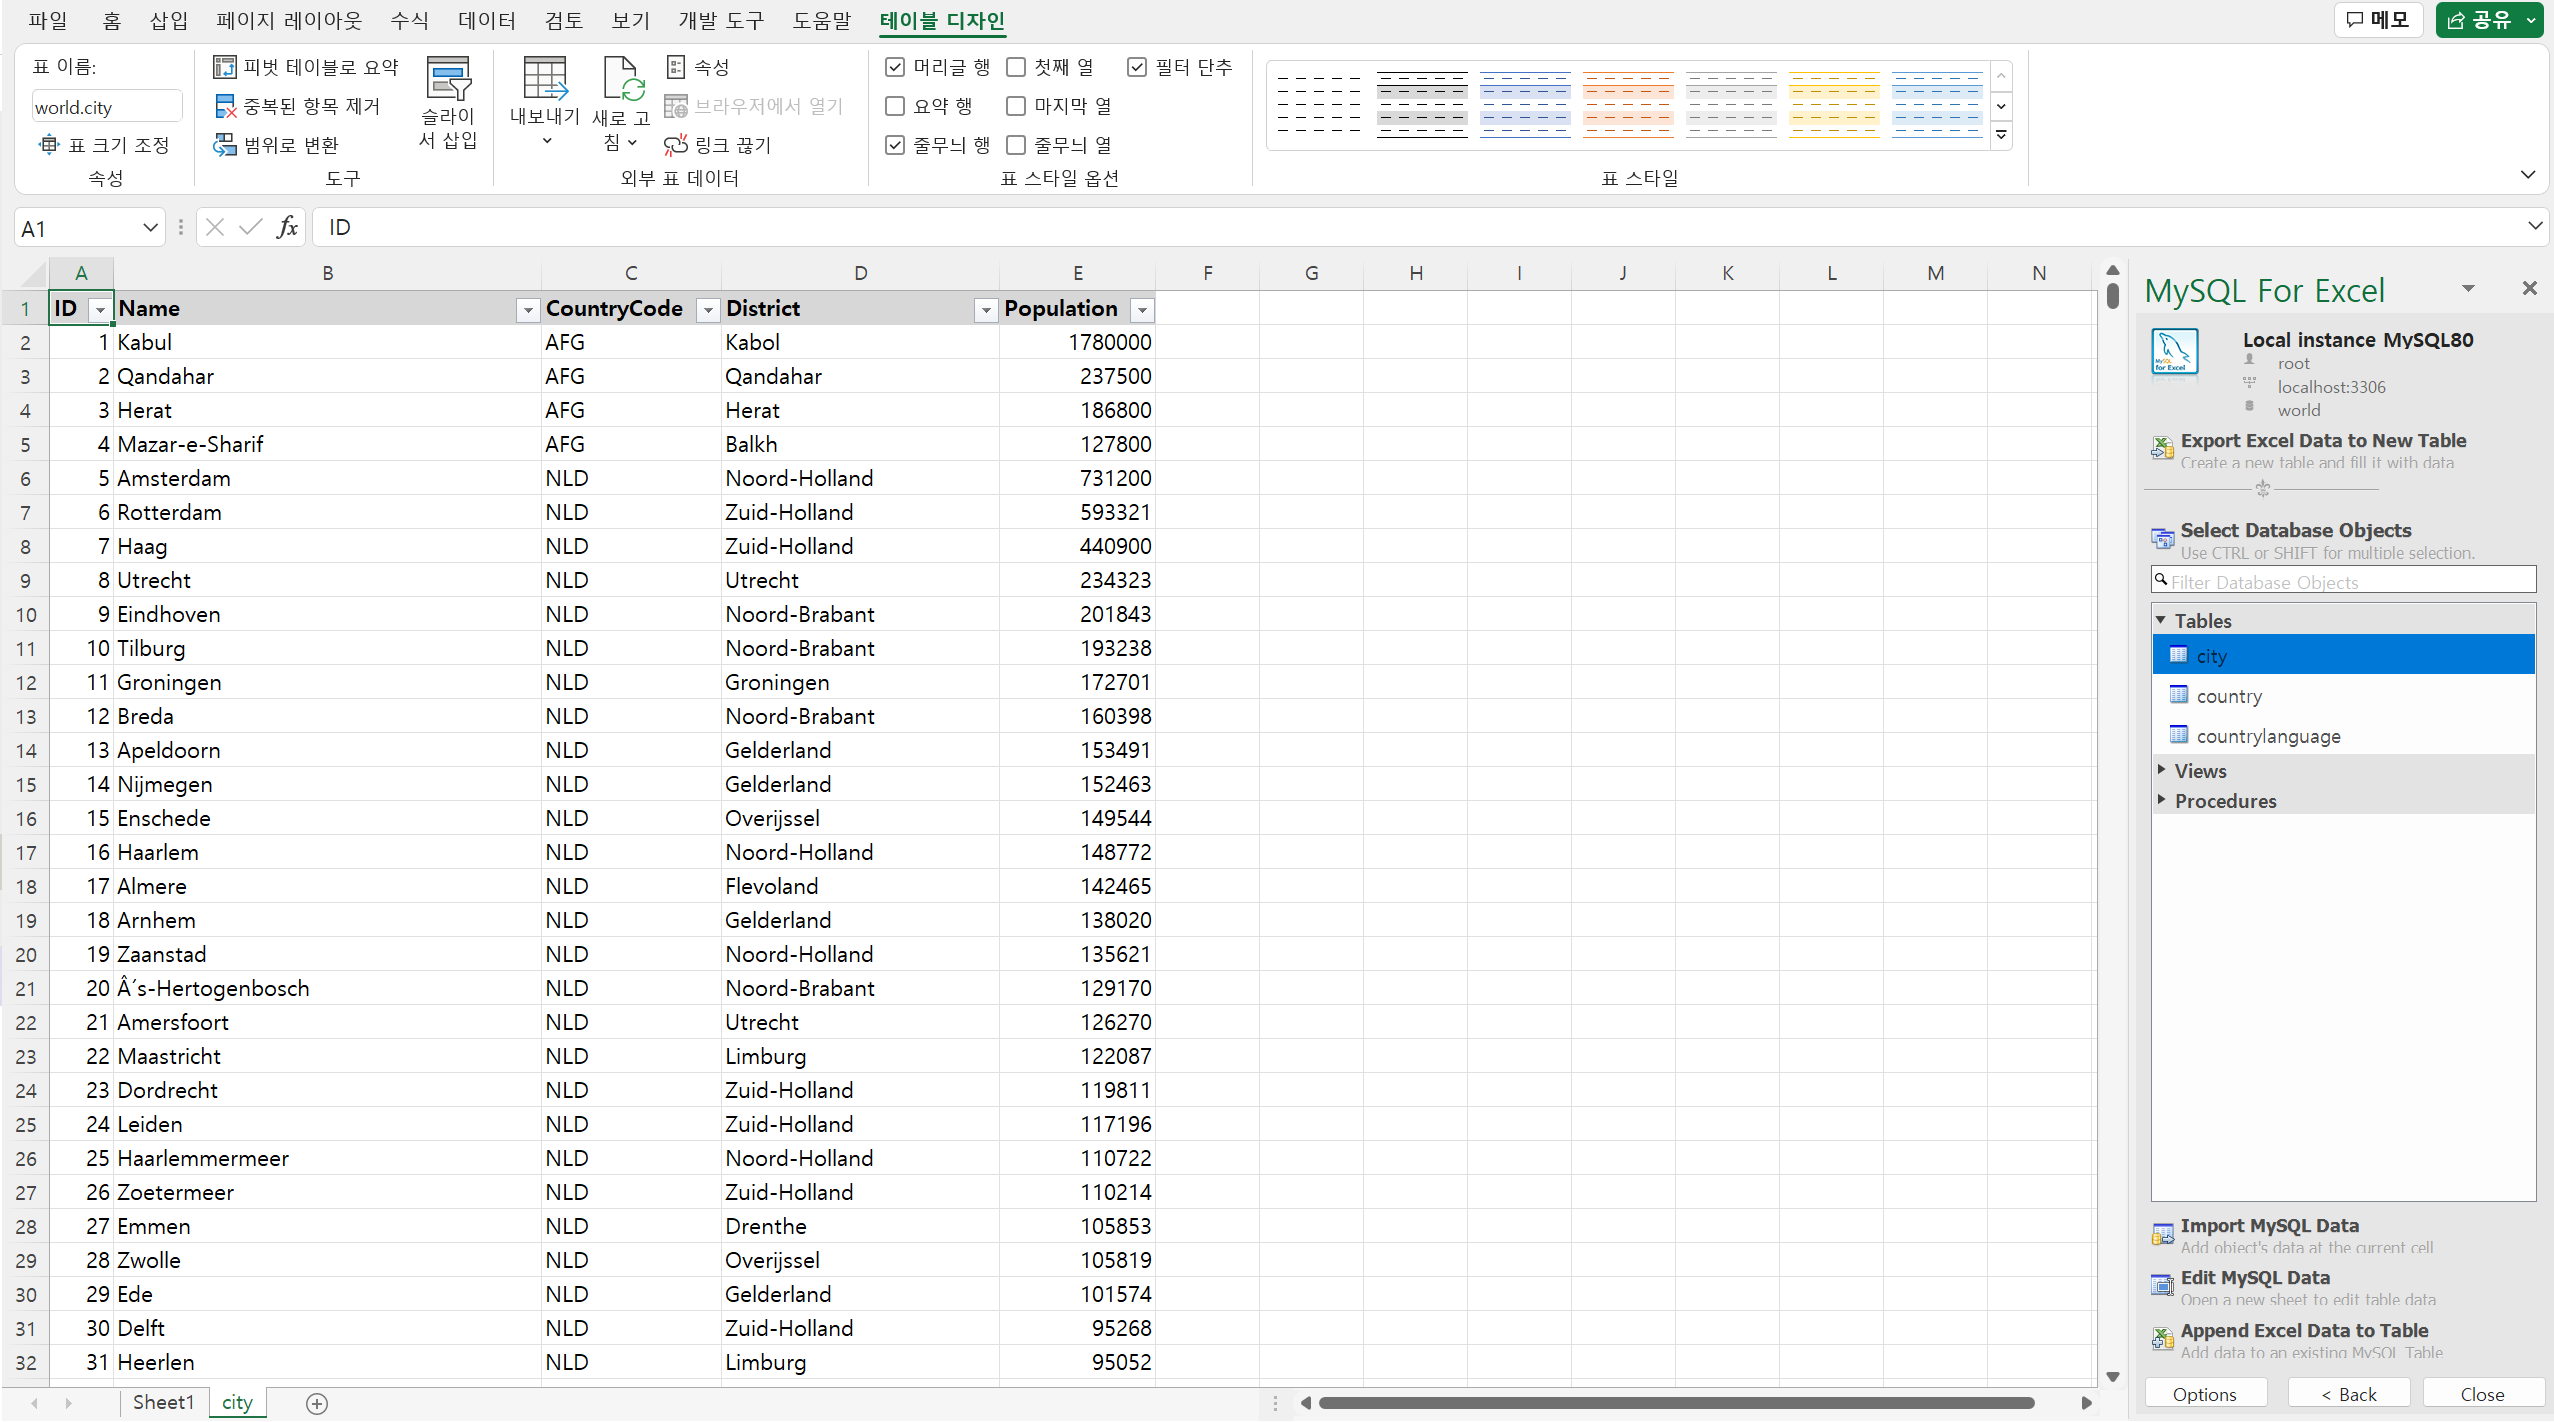 파일 홈 삽입 페이지 레이아웃 수식 데이터 검토 보기 개발 도구 도움말 테이블 디자인 메모 공유
표 이름:
world.city
표 크기 조정
속성
피벗 테이블로 요약
중복된 항목 제거
범위로 변환
슬라이
서 삽입
도구
내보내기
새로 고
침
속성
브라우저에서 열기
링크 끊기
외부 표 데이터
머리글 행 첫째 열 필터 단추
요약 행 마지막 열
줄무늬 행 줄무늬 열
표 스타일 옵션
표 스타일
A1 fx ID
A B C D E F G H I J K L M N
1 ID Name CountryCode District Population
2 1 Kabul AFG Kabol 1780000
3 2 Qandahar AFG Qandahar 237500
4 3 Herat AFG Herat 186800
5 4 Mazar-e-Sharif AFG Balkh 127800
6 5 Amsterdam NLD Noord-Holland 731200
7 6 Rotterdam NLD Zuid-Holland 593321
8 7 Haag NLD Zuid-Holland 440900
9 8 Utrecht NLD Utrecht 234323
10 9 Eindhoven NLD Noord-Brabant 201843
11 10 Tilburg NLD Noord-Brabant 193238
12 11 Groningen NLD Groningen 172701
13 12 Breda NLD Noord-Brabant 160398
14 13 Apeldoorn NLD Gelderland 153491
15 14 Nijmegen NLD Gelderland 152463
16 15 Enschede NLD Overijssel 149544
17 16 Haarlem NLD Noord-Holland 148772
18 17 Almere NLD Flevoland 142465
19 18 Arnhem NLD Gelderland 138020
20 19 Zaanstad NLD Noord-Holland 135621
21 20 Â´s-Hertogenbosch NLD Noord-Brabant 129170
22 21 Amersfoort NLD Utrecht 126270
23 22 Maastricht NLD Limburg 122087
24 23 Dordrecht NLD Zuid-Holland 119811
25 24 Leiden NLD Zuid-Holland 117196
26 25 Haarlemmermeer NLD Noord-Holland 110722
27 26 Zoetermeer NLD Zuid-Holland 110214
28 27 Emmen NLD Drenthe 105853
29 28 Zwolle NLD Overijssel 105819
30 29 Ede NLD Gelderland 101574
31 30 Delft NLD Zuid-Holland 95268
32 31 Heerlen NLD Limburg 95052
Sheet1 city
MySQL For Excel
MySQL
for Excel
Local instance MySQL80
root
localhost:3306
world
Export Excel Data to New Table
Create a new table and fill it with data
Select Database Objects
Use CTRL or SHIFT for multiple selection.
Filter Database Objects
Tables
city
country
countrylanguage
Views
Procedures
Import MySQL Data
Add object's data at the current cell
Edit MySQL Data
Open a new sheet to edit table data
Append Excel Data to Table
Add data to an existing MySQL Table
Options < Back Close